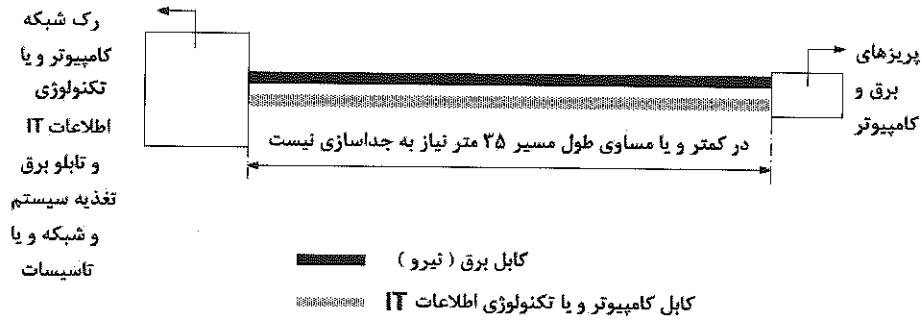 رک شبکه
کامپیوتر و یا
تکنولوژی
اطلاعات IT
و تابلو برق
تغذیه سیستم
و شبکه و یا
تاسیسات
پریزهای
برق و
کامپیوتر
در کمتر و یا مساوی طول مسیر ۳۵ متر نیاز به جداسازی نیست
کابل برق ( نیرو )
کابل کامپیوتر و یا تکنولوژی اطلاعات IT